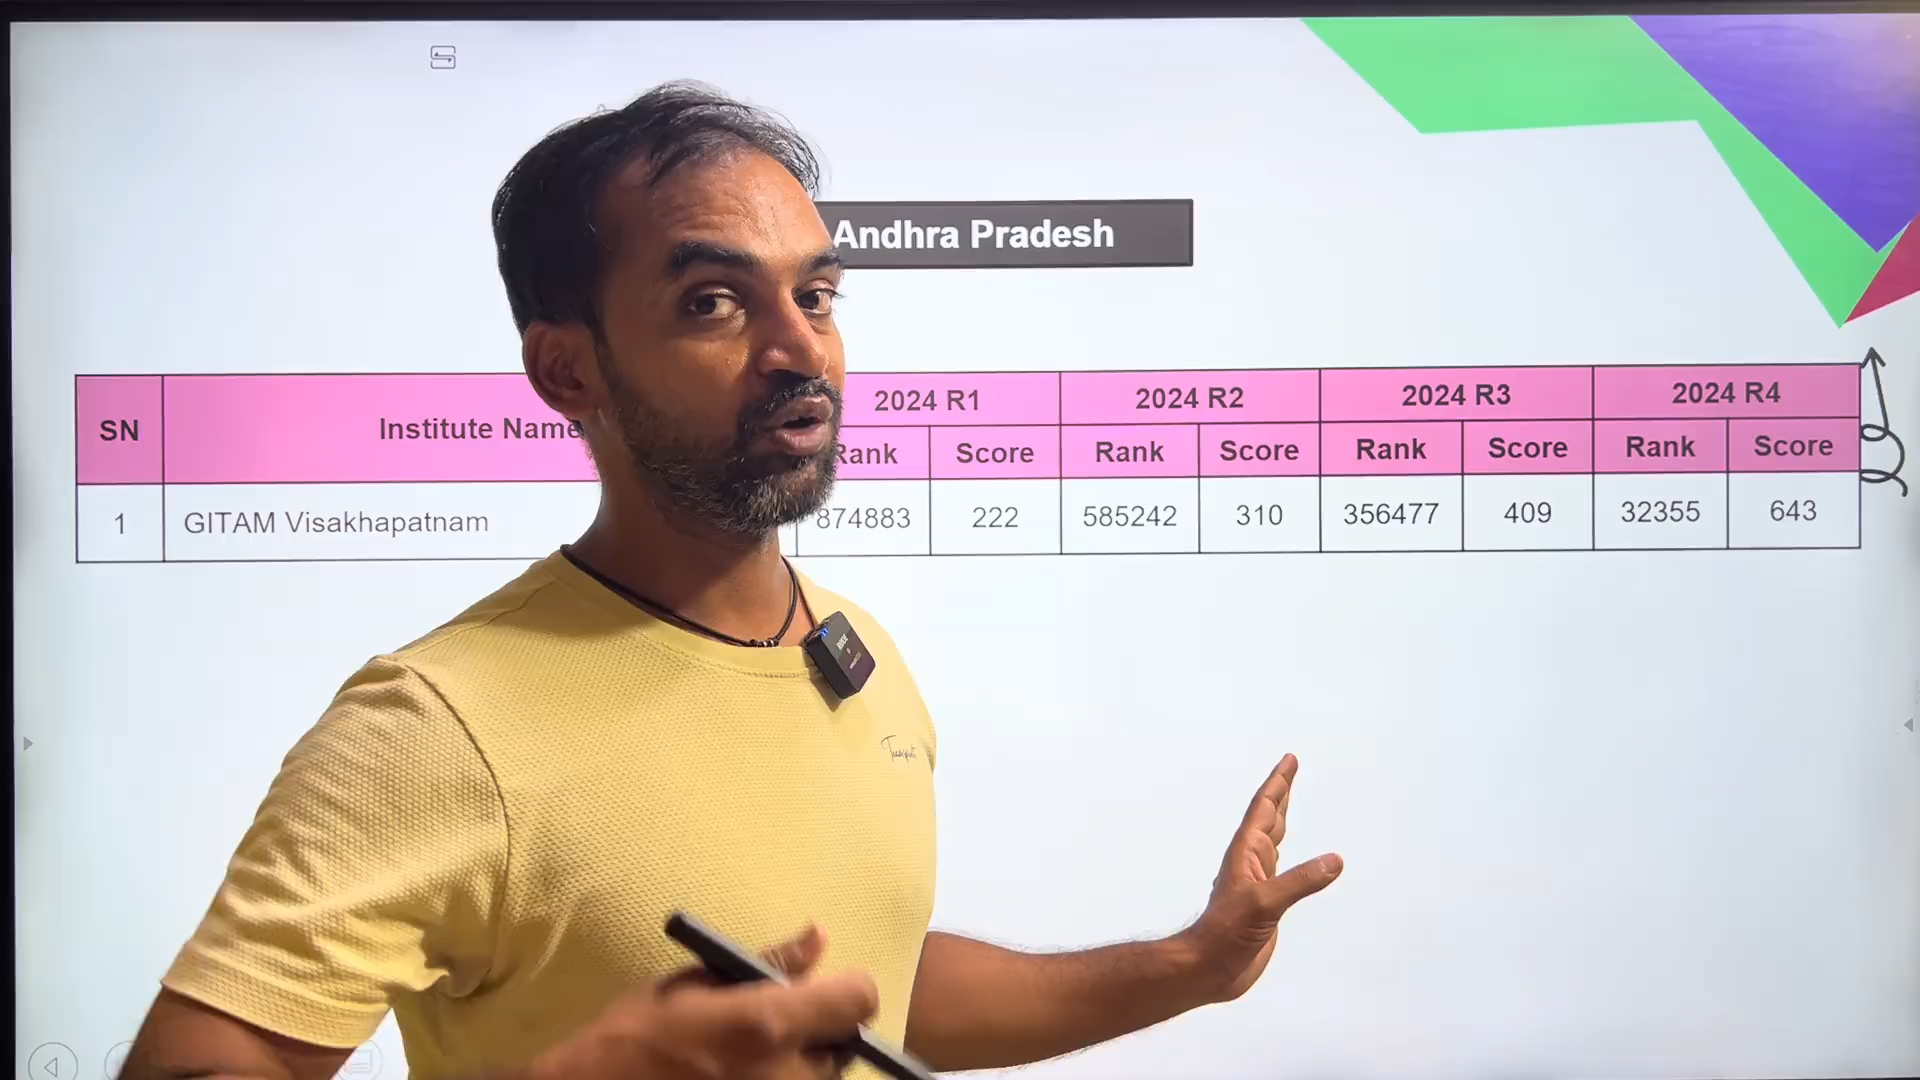 Andhra Pradesh
SN Institute Name 2024 R1 2024 R2 2024 R3 2024 R4
Rank Score Rank Score Rank Score Rank Score
1 GITAM Visakhapatnam 874883 222 585242 310 356477 409 32355 643